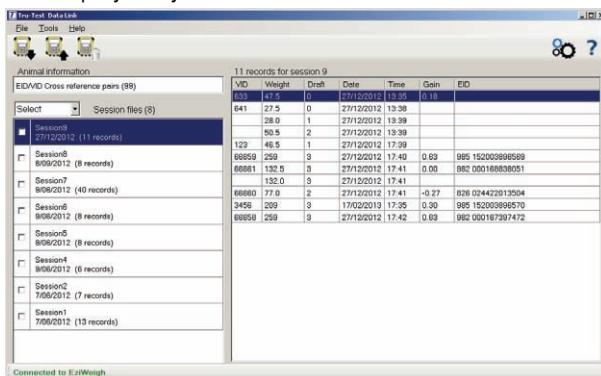 Tru-Test Data Link
File Tools Help
?
Animal information
EID/VID Cross reference pairs (99)
Select Session files (8)
Session9
27/12/2012 (11 records)
Session8
8/09/2012 (8 records)
Session7
9/08/2012 (40 records)
Session6
9/08/2012 (8 records)
Session5
8/08/2012 (8 records)
Session4
8/08/2012 (6 records)
Session2
7/08/2012 (7 records)
Session1
7/08/2012 (13 records)
11 records for session 9
VID Weight Draft Date Time Gain EID
633 47.5 0 27/12/2012 13:35 0.18
641 27.5 0 27/12/2012 13:38
28.0 1 27/12/2012 13:39
50.5 2 27/12/2012 13:39
123 46.5 1 27/12/2012 17:39
66659 259 3 27/12/2012 17:40 0.63 985 152003896569
66661 132.5 3 27/12/2012 17:41 0.00 982 000166838051
132.0 3 27/12/2012 17:41
66660 77.0 2 27/12/2012 17:41 -0.27 826 024422013504
3456 209 3 17/02/2013 17:35 0.30 985 152003896570
66658 259 3 27/12/2012 17:42 0.63 982 000167397472
Connected to EziWeigh